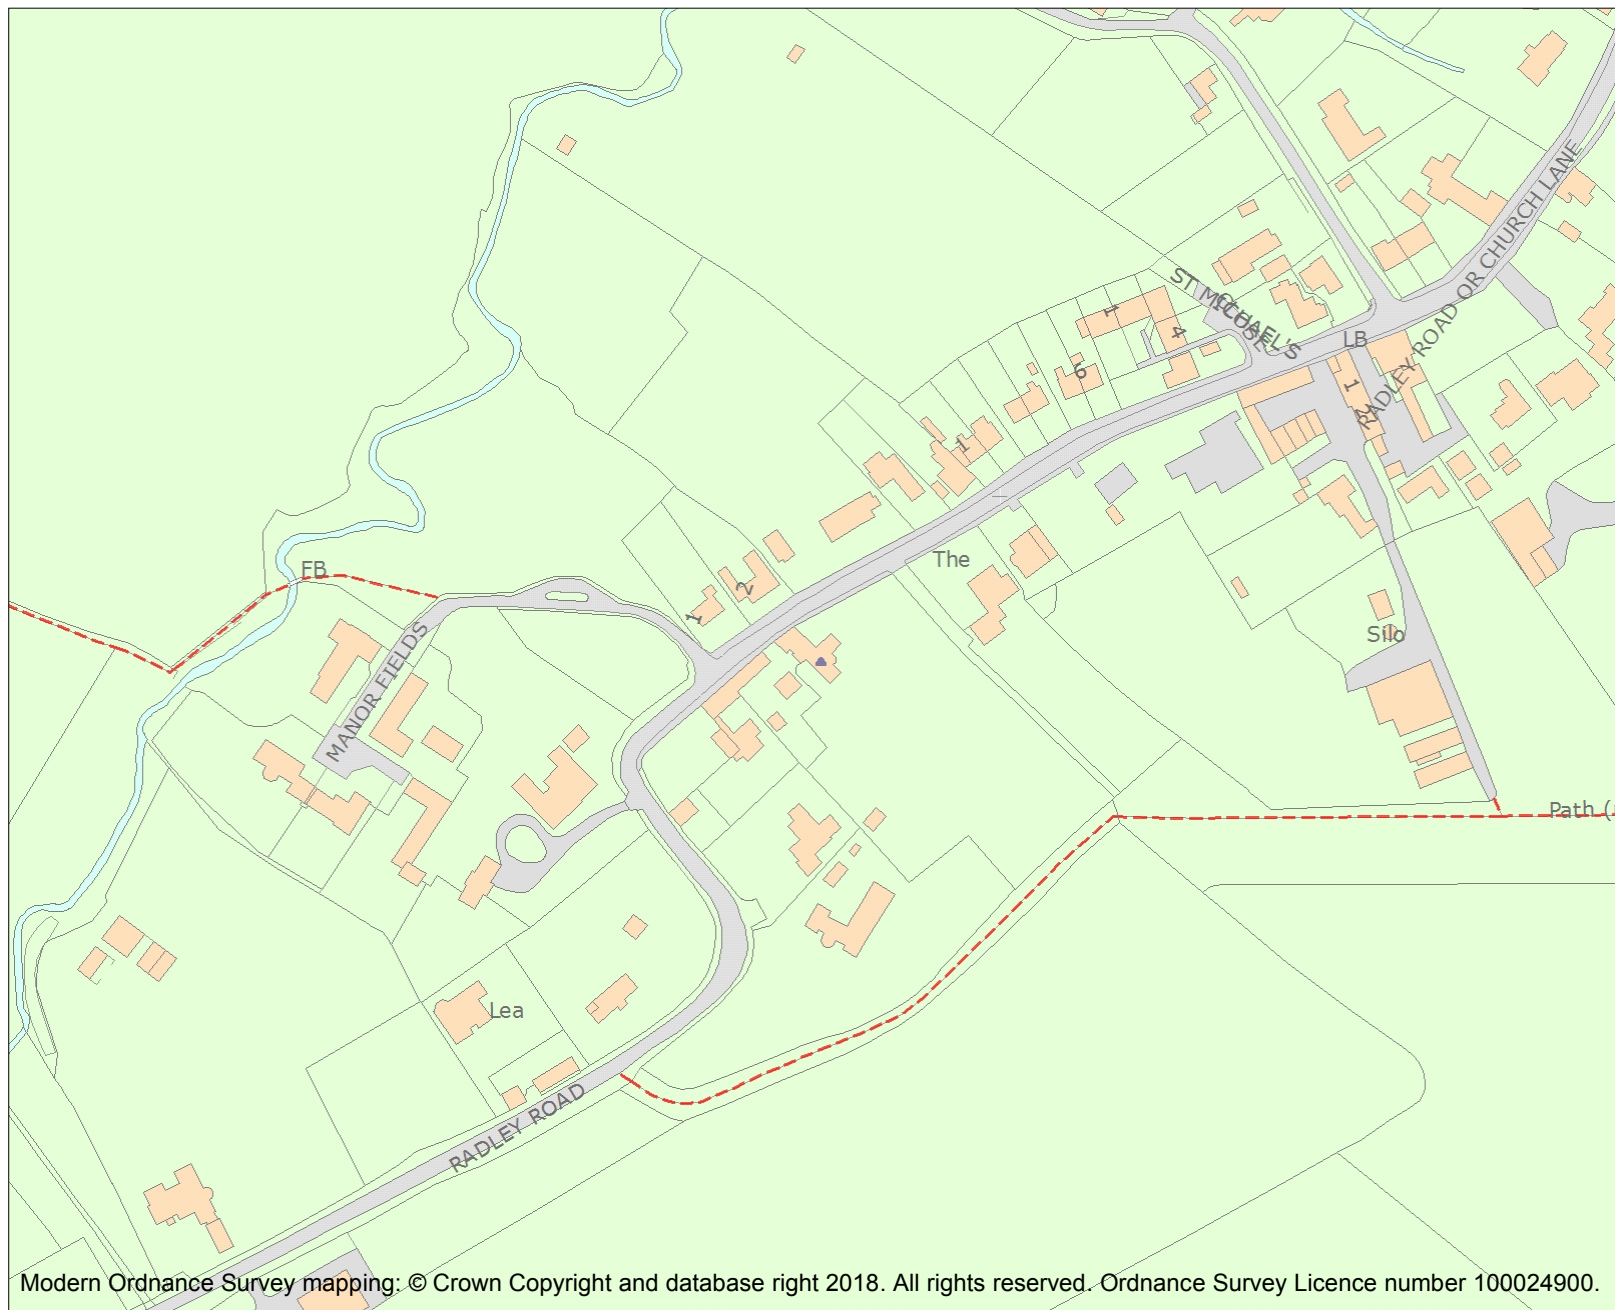 RADLEY ROAD OR CHURCH LANE
ST MICHAEL'S
CLOSE
1
4
LB
6
1
2
1
The
FB
2
1
Silo
MANOR FIELDS
Path (
Lea
RADLEY ROAD
Modern Ordnance Survey mapping: © Crown Copyright and database right 2018. All rights reserved. Ordnance Survey Licence number 100024900.